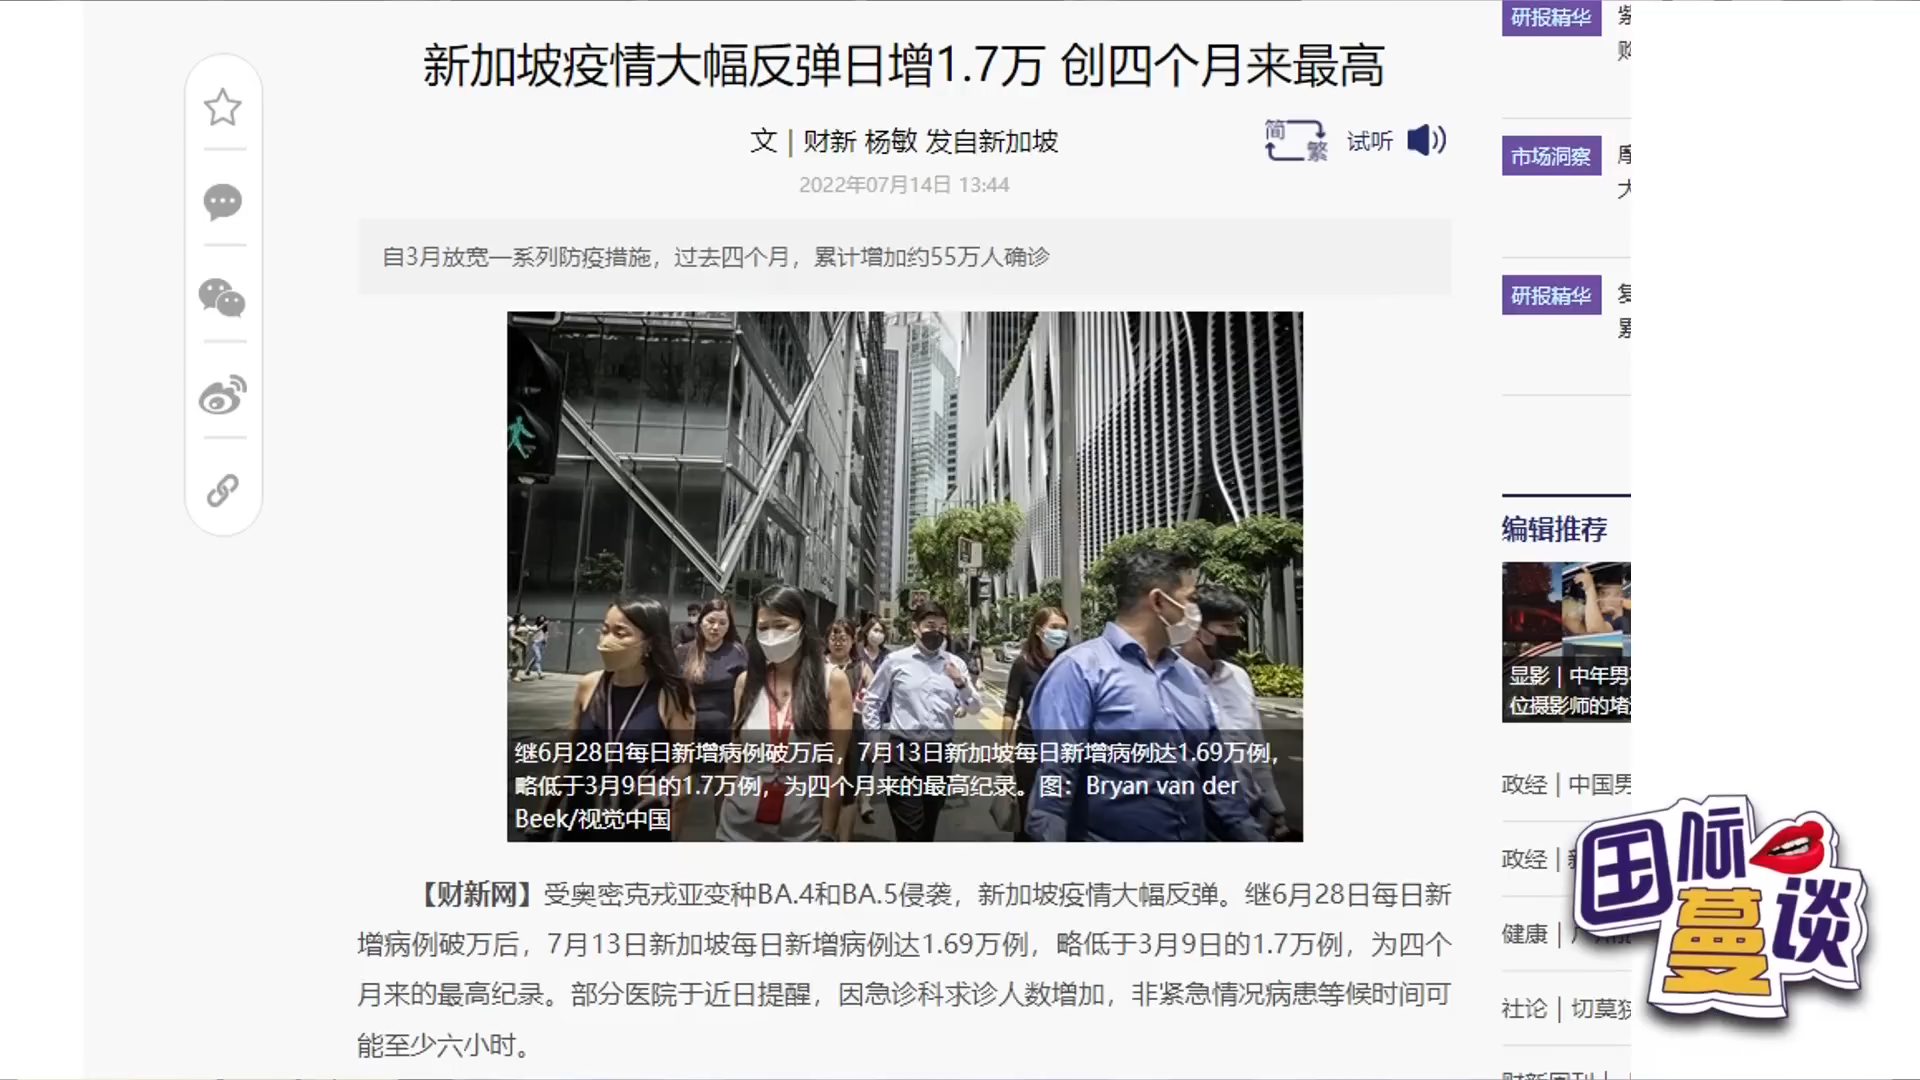 新加坡疫情大幅反弹日增1.7万 创四个月来最高
文｜财新 杨敏 发自新加坡
简
繁
试听
2022年07月14日 13:44
自3月放宽一系列防疫措施，过去四个月，累计增加约55万人确诊
继6月28日每日新增病例破万后，7月13日新加坡每日新增病例达1.69万例，
略低于3月9日的1.7万例，为四个月来的最高纪录。图：Bryan van der
Beek/视觉中国
【财新网】受奥密克戎亚变种BA.4和BA.5侵袭，新加坡疫情大幅反弹。继6月28日每日新
增病例破万后，7月13日新加坡每日新增病例达1.69万例，略低于3月9日的1.7万例，为四个
月来的最高纪录。部分医院于近日提醒，因急诊科求诊人数增加，非紧急情况病患等候时间可
能至少六小时。
研报精华
市场洞察
研报精华
编辑推荐
显影｜中年男
位摄影师的堵
政经｜中国男
政经｜
健康｜
社论｜切莫
国际
蔓谈